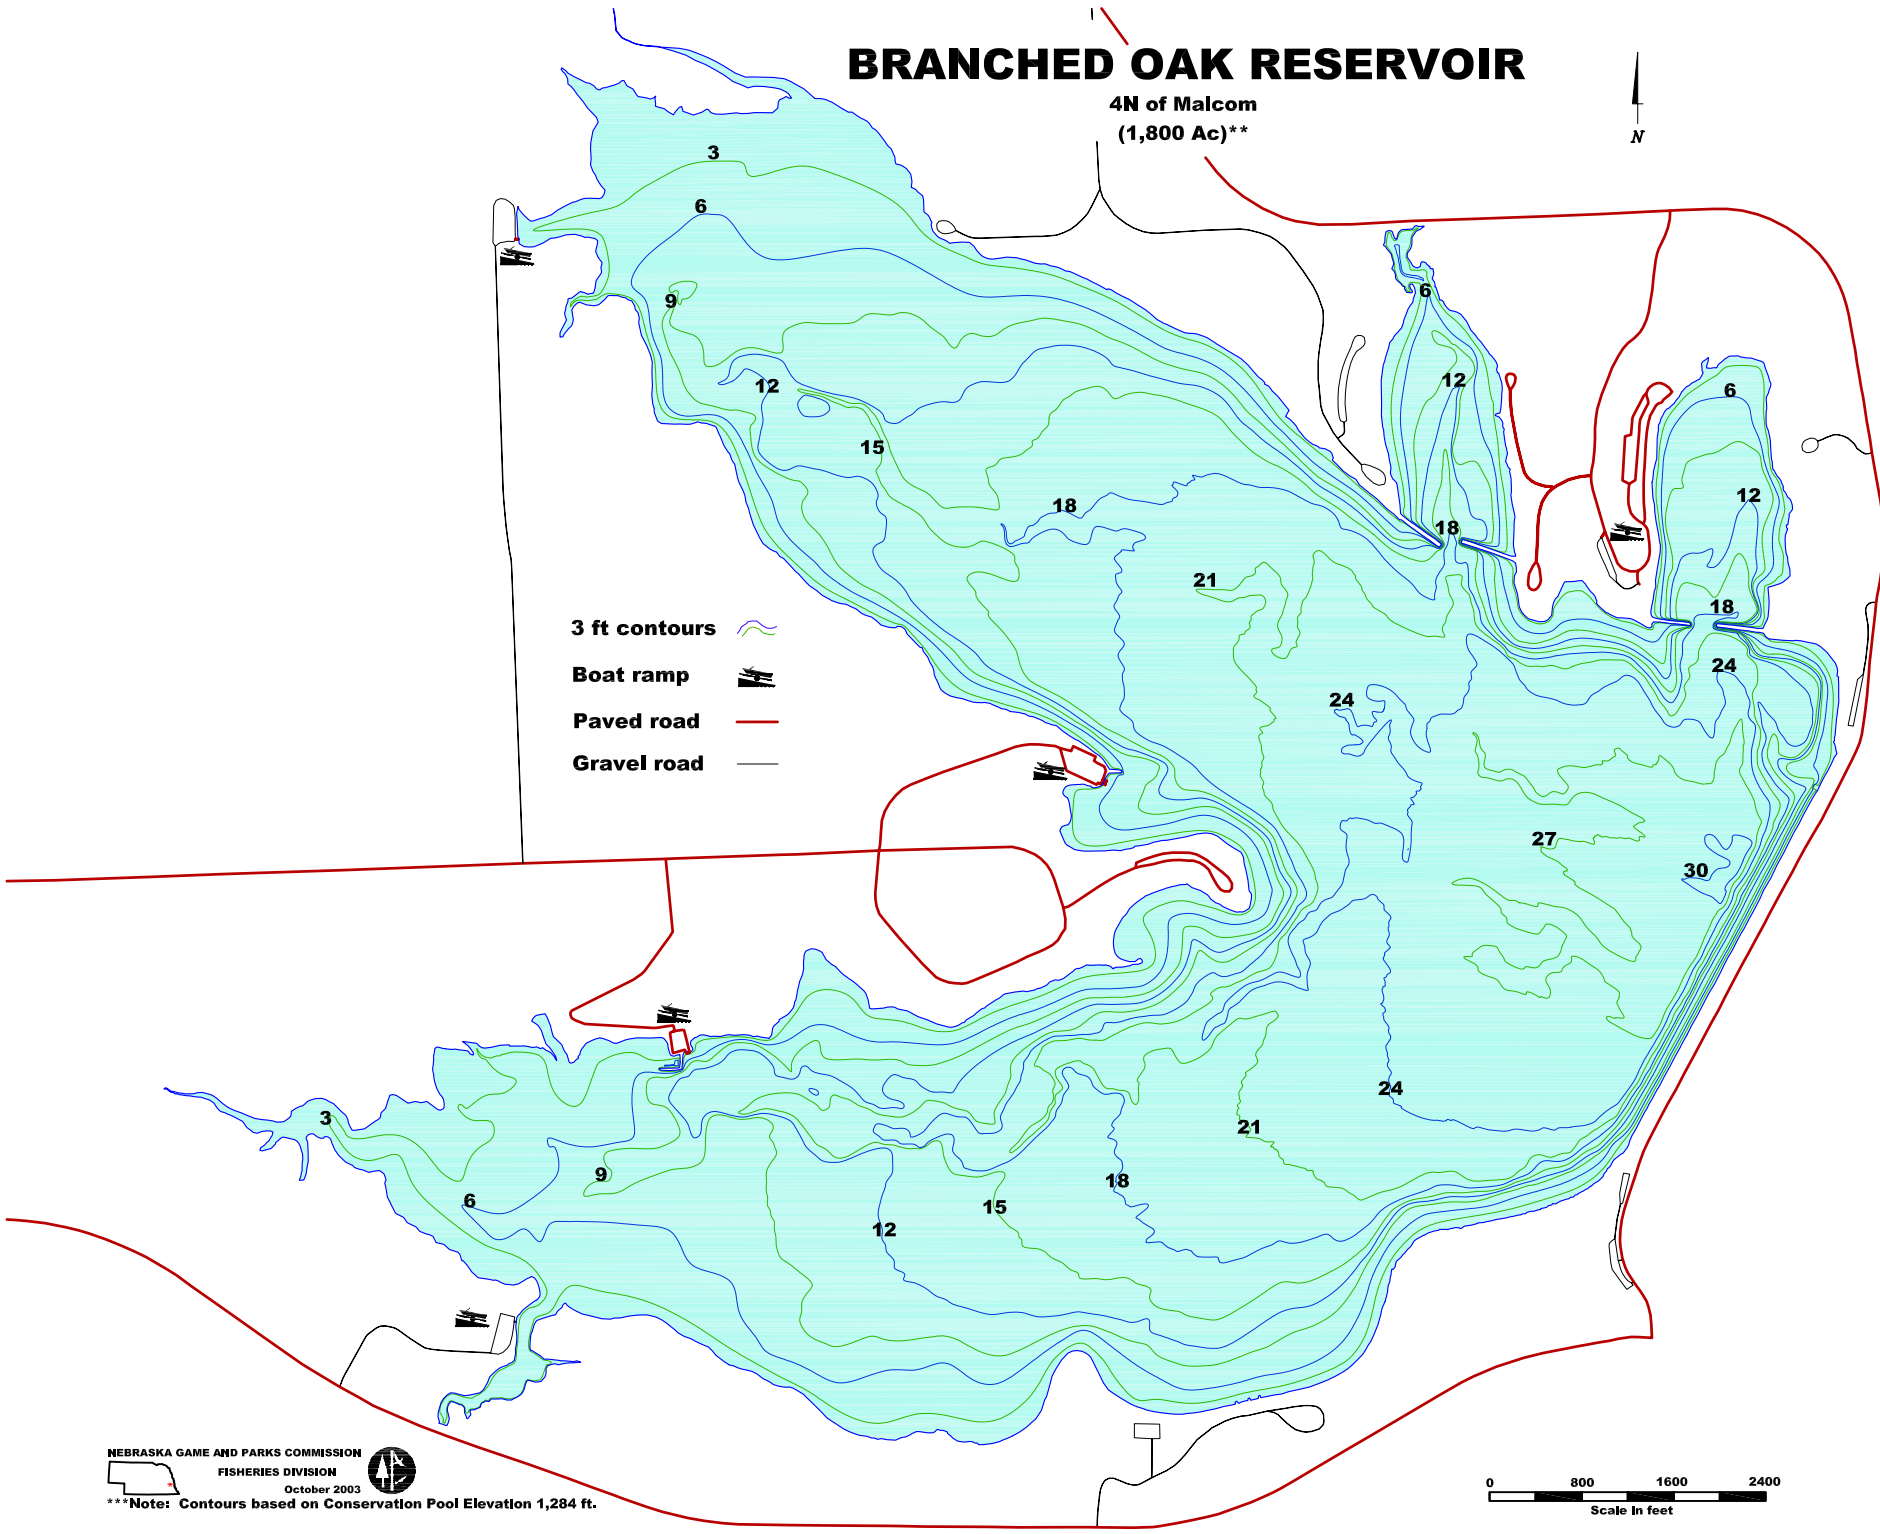 BRANCHED OAK RESERVOIR
4N of Malcom
(1,800 Ac)**
N
3
6
9
12
15
18
6
12
18
6
12
18
24
21
24
27
30
3 ft contours
Boat ramp
Paved road
Gravel road
24
21
18
15
12
9
6
3
NEBRASKA GAME AND PARKS COMMISSION
FISHERIES DIVISION
October 2003
***Note: Contours based on Conservation Pool Elevation 1,284 ft.
0 800 1600 2400
Scale in feet